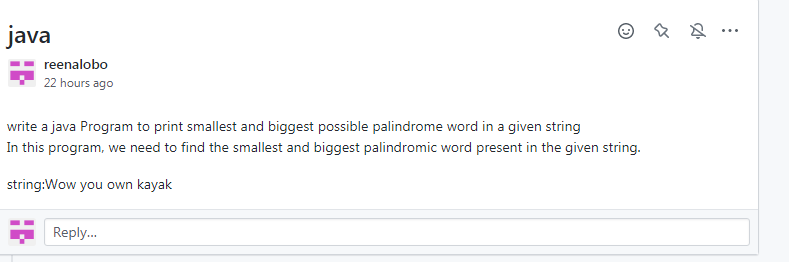 java
reenalobo
22 hours ago
write a java Program to print smallest and biggest possible palindrome word in a given string
In this program, we need to find the smallest and biggest palindromic word present in the given string.
string:Wow you own kayak
Reply...